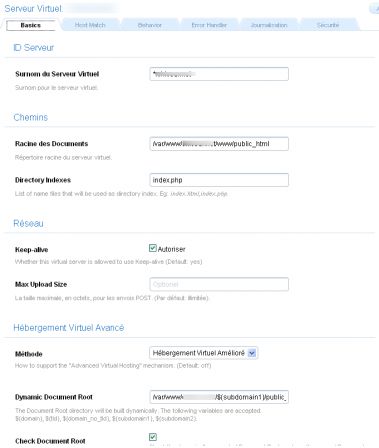 Serveur Virtuel
Basics Host Match Behavior Error Handler Journalisation Sécurité
ID Serveur
Surnom du Serveur Virtuel
Surnom pour le serveur virtuel.
Chemins
Racine des Documents /var/www/ /www/public_html
Répertoire racine du serveur virtuel.
Directory Indexes index.php
List of name files that will be used as directory index. Eg: index.html,index.php.
Réseau
Keep-alive Autoriser
Whether this virtual server is allowed to use Keep-alive (Default: yes)
Max Upload Size Optionel
La taille maximale, en octets, pour les envois POST. (Par défaut: Illimitée).
Hébergement Virtuel Avancé
Méthode Hébergement Virtuel Amélioré
How to support the "Advanced Virtual Hosting" mechanism. (Default: off)
Dynamic Document Root /var/www/ /${subdomain1}/public_
The Document Root directory will be built dynamically. The following variables are accepted:
${domain}, ${tld}, ${domain_no_tld}, ${subdomain1}, ${subdomain2}.
Check Document Root